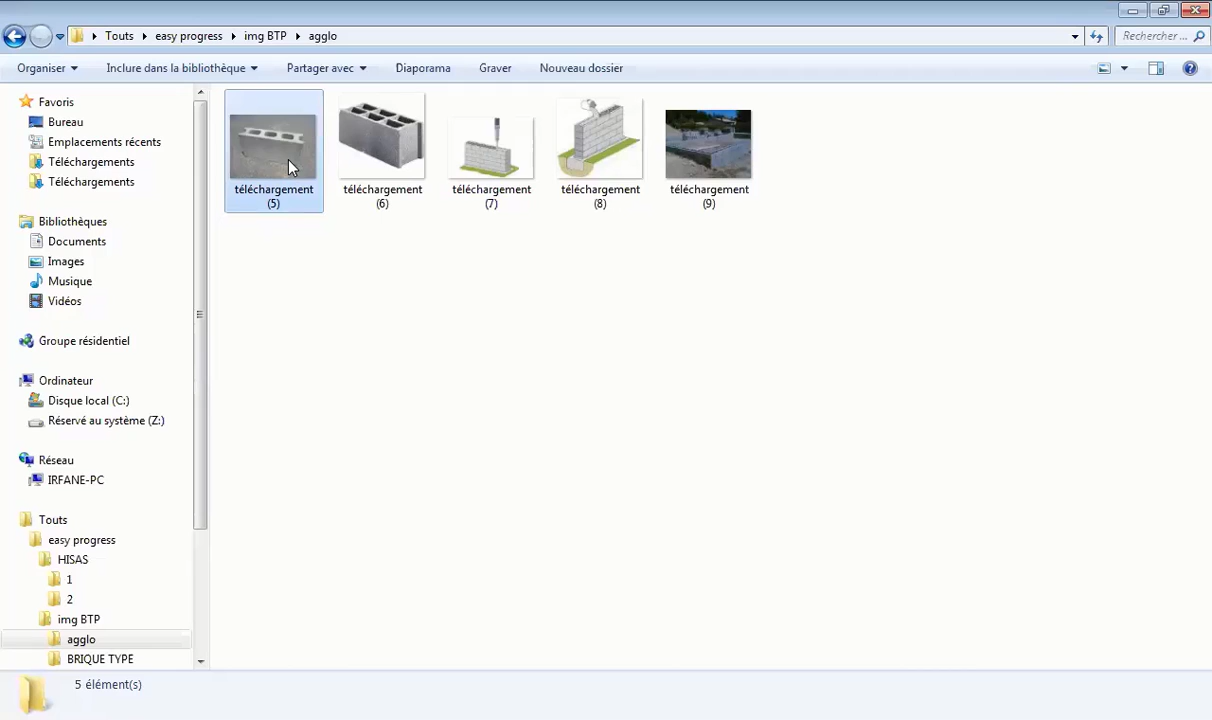 Touts easy progress img BTP agglo
Rechercher ...
Organiser Inclure dans la bibliothèque Partager avec Diaporama Graver Nouveau dossier
Favoris
Bureau
Emplacements récents
Téléchargements
Téléchargements
Bibliothèques
Documents
Images
Musique
Vidéos
Groupe résidentiel
Ordinateur
Disque local (C:)
Réservé au système (Z:)
Réseau
IRFANE-PC
Touts
easy progress
HISAS
1
2
img BTP
agglo
BRIQUE TYPE
téléchargement
(5)
téléchargement
(6)
téléchargement
(7)
téléchargement
(8)
téléchargement
(9)
5 élément(s)